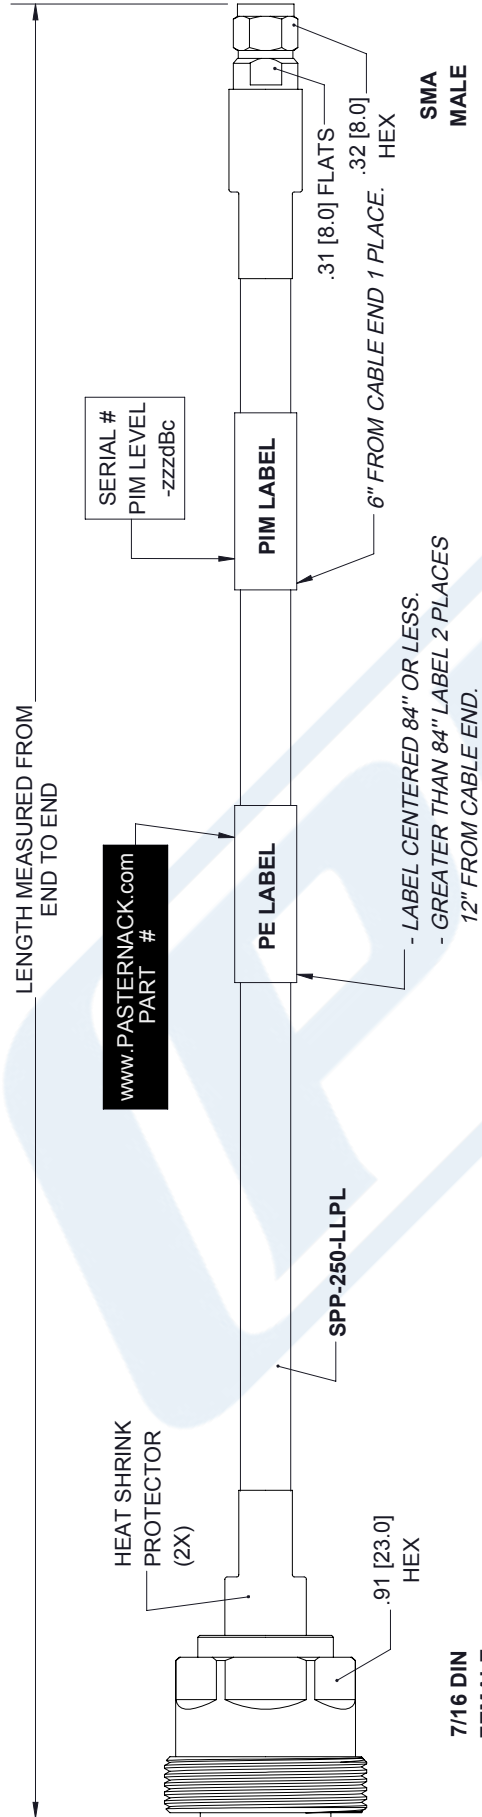 LENGTH MEASURED FROM
END TO END
SERIAL #
PIM LEVEL
-zzzdBc
www.PASTERNACK.com
PART #
HEAT SHRINK
PROTECTOR
(2X)
PE LABEL
PIM LABEL
SPP-250-LLPL
.91 [23.0]
HEX
- LABEL CENTERED 84" OR LESS.
- GREATER THAN 84" LABEL 2 PLACES
12" FROM CABLE END.
6" FROM CABLE END 1 PLACE.
.31 [8.0] FLATS
.32 [8.0]
HEX
7/16 DIN
SMA
MALE